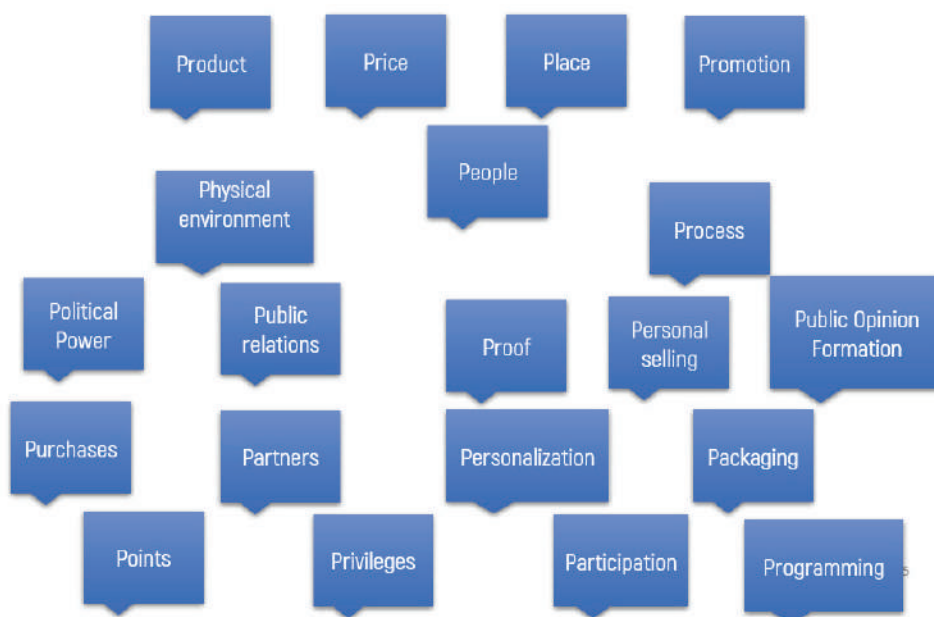 Product
Price
Place
Promotion
People
Physical
environment
Process
Political
Power
Public
relations
Proof
Personal
selling
Public Opinion
Formation
Purchases
Partners
Personalization
Packaging
Points
Privileges
Participation
Programming
5